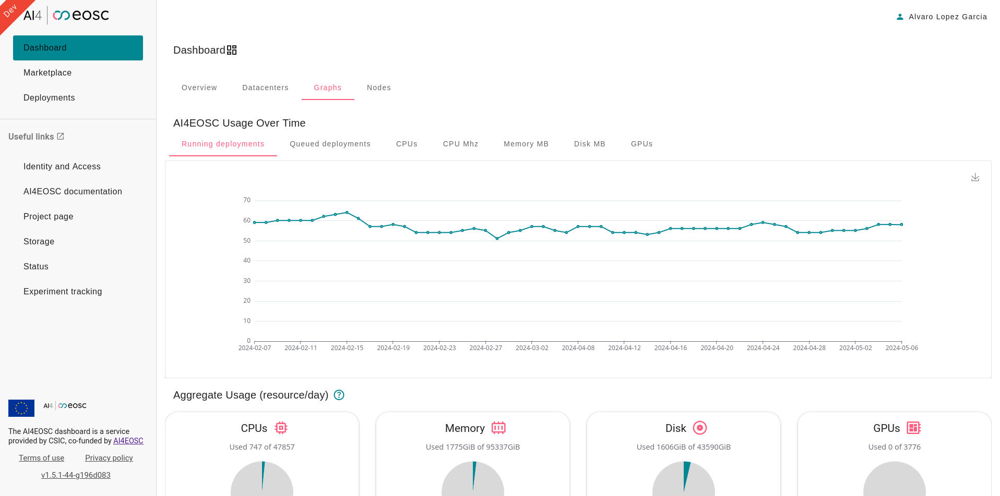 Dev
AI4 eosc
Alvaro Lopez Garcia
Dashboard
Marketplace
Deployments
Useful links
Identity and Access
AI4EOSC documentation
Project page
Storage
Status
Experiment tracking
AI4 eosc
The AI4EOSC dashboard is a service
provided by CSIC, co-funded by AI4EOSC
Terms of use Privacy policy
v1.5.1-44-g196d083
Dashboard
Overview Datacenters Graphs Nodes
AI4EOSC Usage Over Time
Running deployments Queued deployments CPUs CPU Mhz Memory MB Disk MB GPUs
70
60
50
40
30
20
10
0
2024-02-07 2024-02-11 2024-02-15 2024-02-19 2024-02-23 2024-02-27 2024-03-02 2024-04-08 2024-04-12 2024-04-16 2024-04-20 2024-04-24 2024-04-28 2024-05-02 2024-05-06
Aggregate Usage (resource/day) ?
CPUs
Used 747 of 47857
Memory
Used 1775GiB of 95337GiB
Disk
Used 1606GiB of 43590GiB
GPUs
Used 0 of 3776